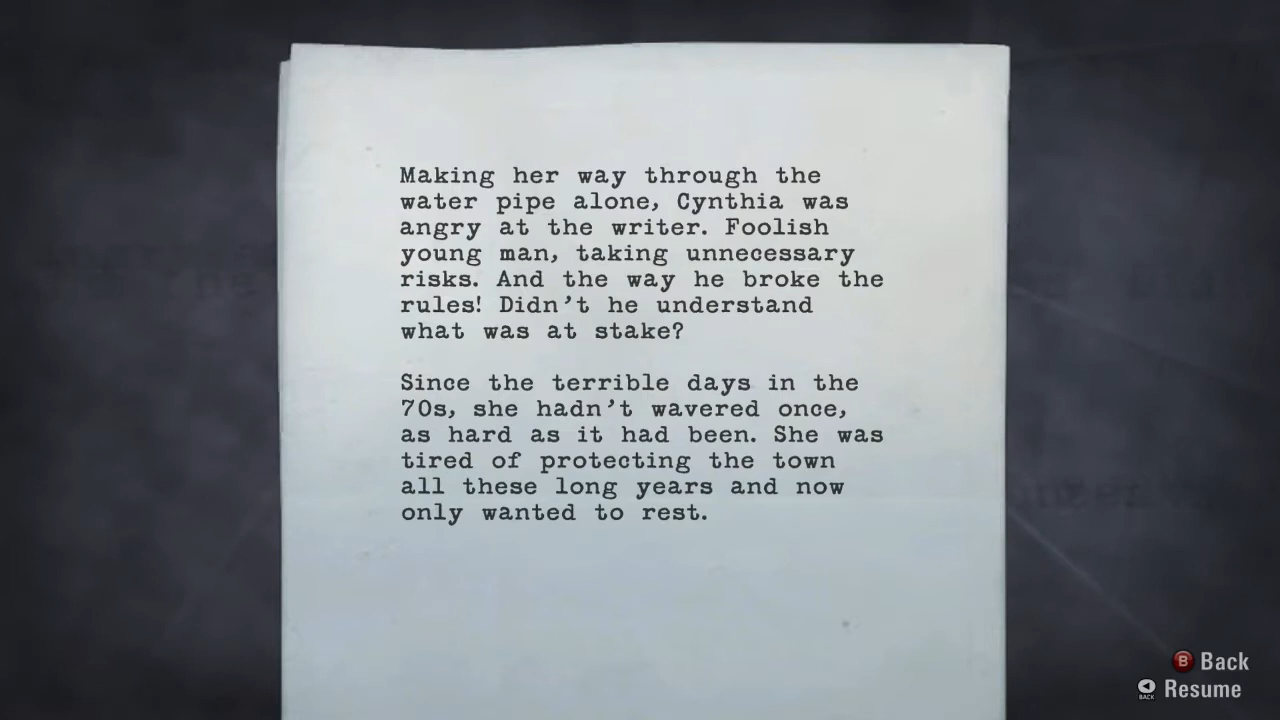 Making her way through the
water pipe alone, Cynthia was
angry at the writer. Foolish
young man, taking unnecessary
risks. And the way he broke the
rules! Didn't he understand
what was at stake?
Since the terrible days in the
70s, she hadn't wavered once,
as hard as it had been. She was
tired of protecting the town
all these long years and now
only wanted to rest.
B Back
BACK Resume